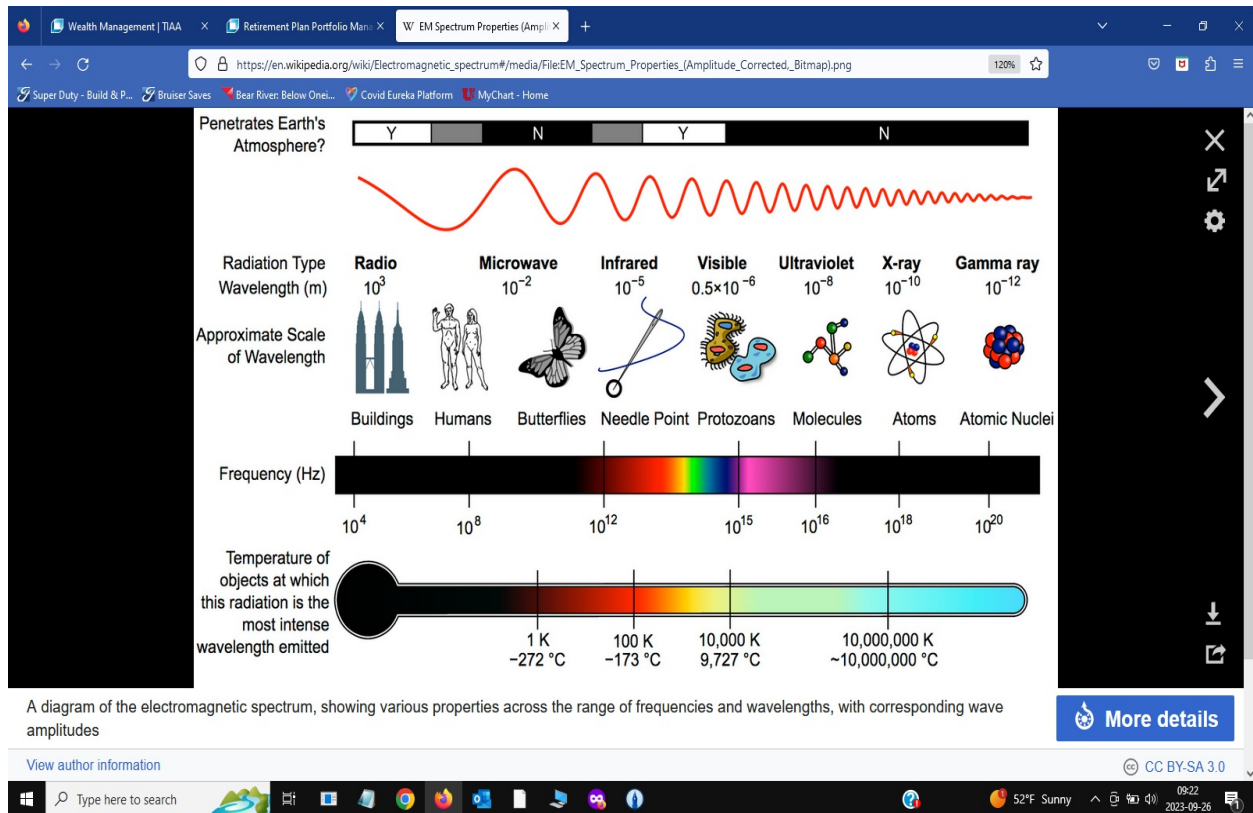 Wealth Management | TIAA
Retirement Plan Portfolio Mana
W EM Spectrum Properties (Ampli
https://en.wikipedia.org/wiki/Electromagnetic_spectrum#/media/File:EM_Spectrum_Properties_(Amplitude_Corrected,_Bitmap).png
120%
Super Duty - Build & P...
Bruiser Saves
Bear River: Below Onei...
Covid Eureka Platform
MyChart - Home
Penetrates Earth's
Atmosphere?
Y N Y N
Radiation Type
Radio Microwave Infrared Visible Ultraviolet X-ray Gamma ray
Wavelength (m)
10³ 10⁻² 10⁻⁵ 0.5×10⁻⁶ 10⁻⁸ 10⁻¹⁰ 10⁻¹²
Approximate Scale
of Wavelength
Buildings Humans Butterflies Needle Point Protozoans Molecules Atoms Atomic Nuclei
Frequency (Hz)
10⁴ 10⁸ 10¹² 10¹⁵ 10¹⁶ 10¹⁸ 10²⁰
Temperature of
objects at which
this radiation is the
most intense
wavelength emitted
1 K 100 K 10,000 K 10,000,000 K
−272 °C −173 °C 9,727 °C ~10,000,000 °C
A diagram of the electromagnetic spectrum, showing various properties across the range of frequencies and wavelengths, with corresponding wave
amplitudes
More details
View author information
CC BY-SA 3.0
Type here to search
52°F Sunny
09:22
2023-09-26